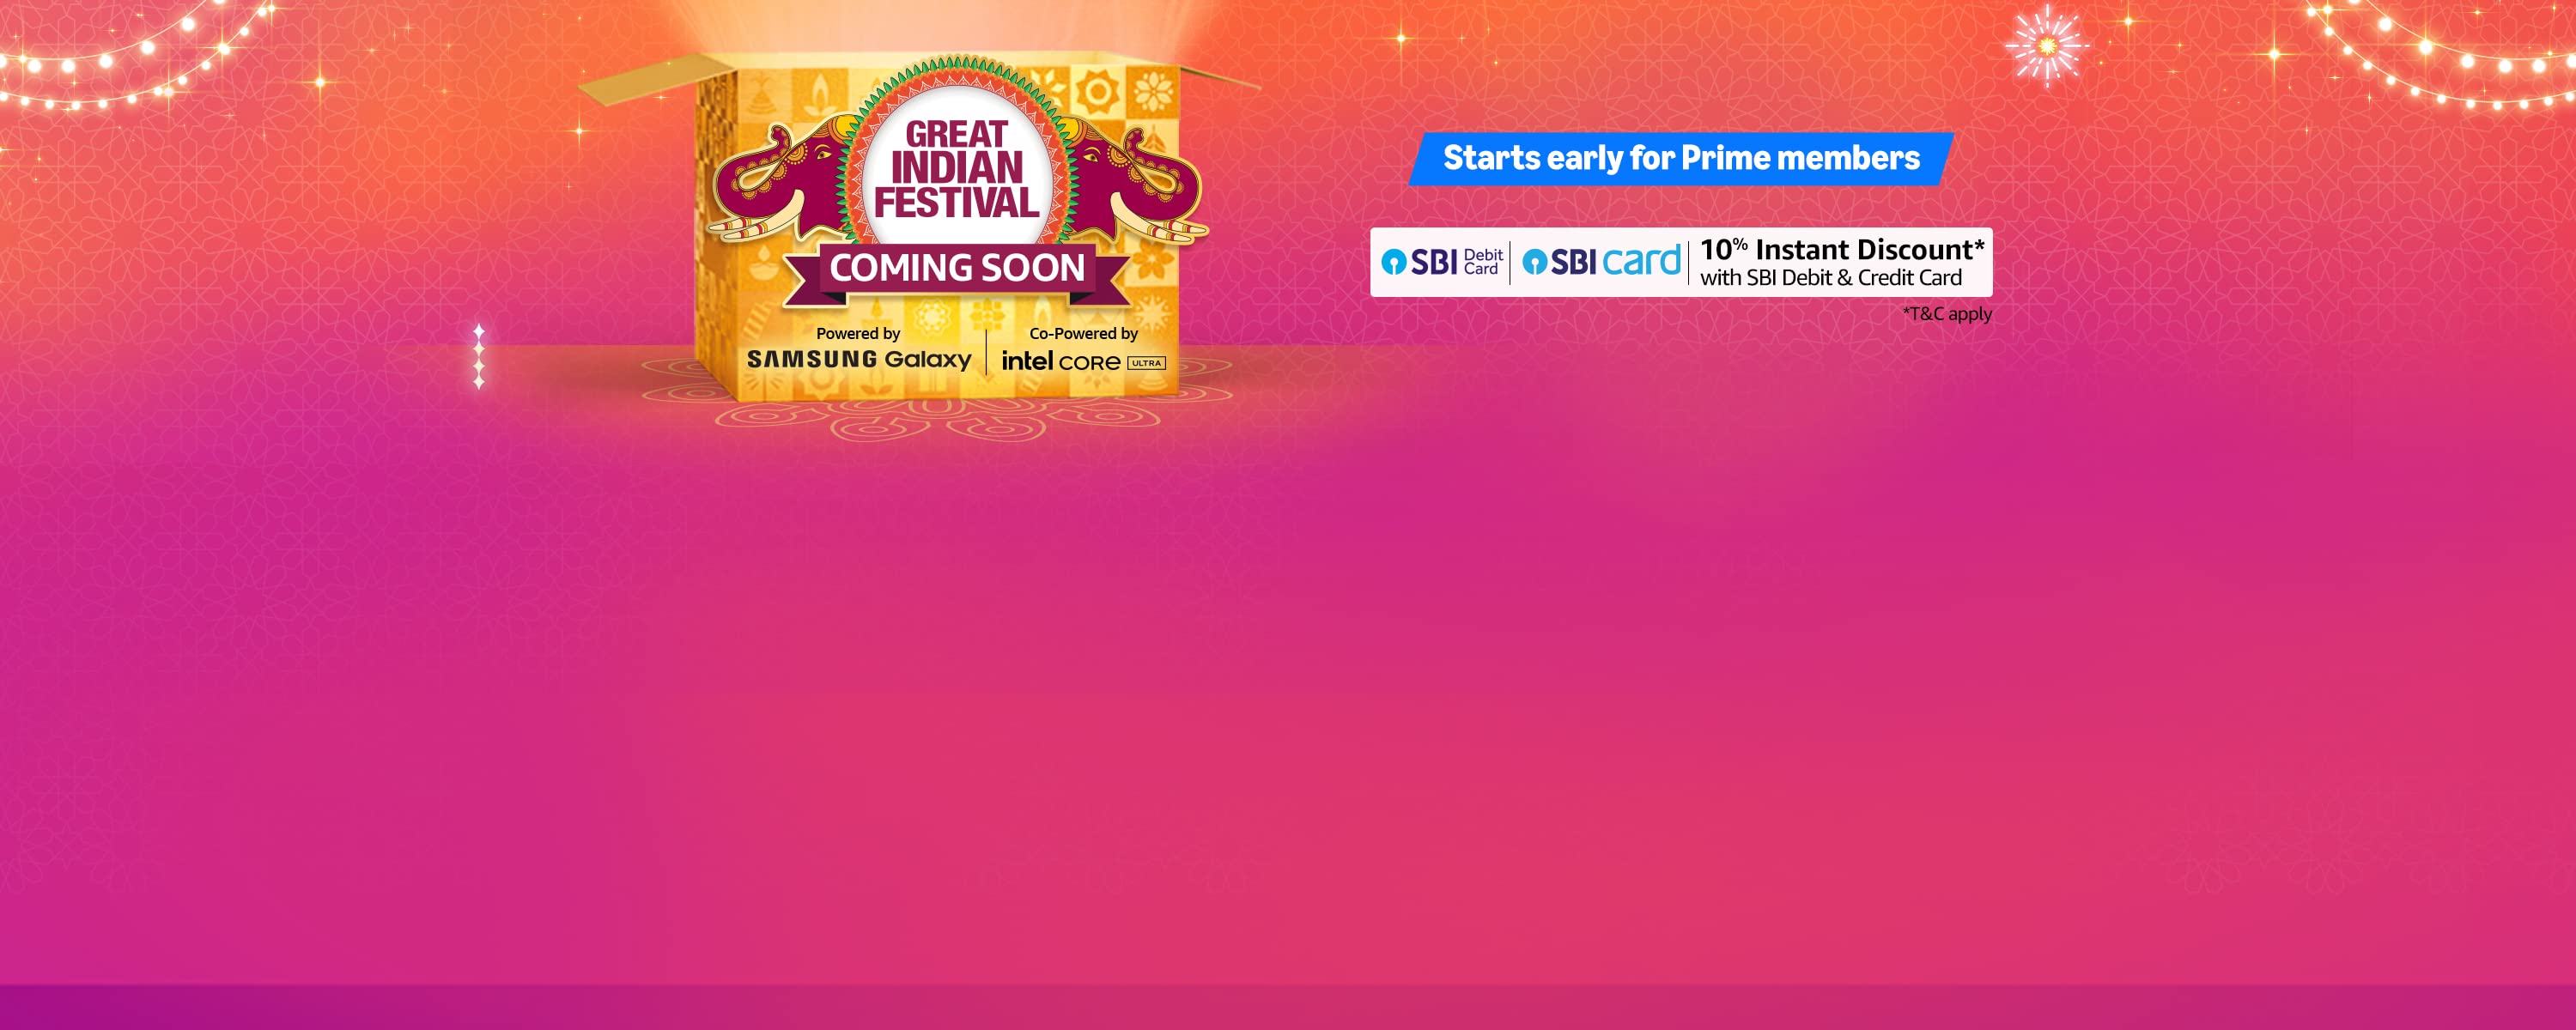 GREAT
INDIAN
FESTIVAL
COMING SOON
Powered by
SAMSUNG Galaxy
Co-Powered by
intel CORE ULTRA
Starts early for Prime members
SBI Debit Card
SBI card
10% Instant Discount*
with SBI Debit & Credit Card
*T&C apply